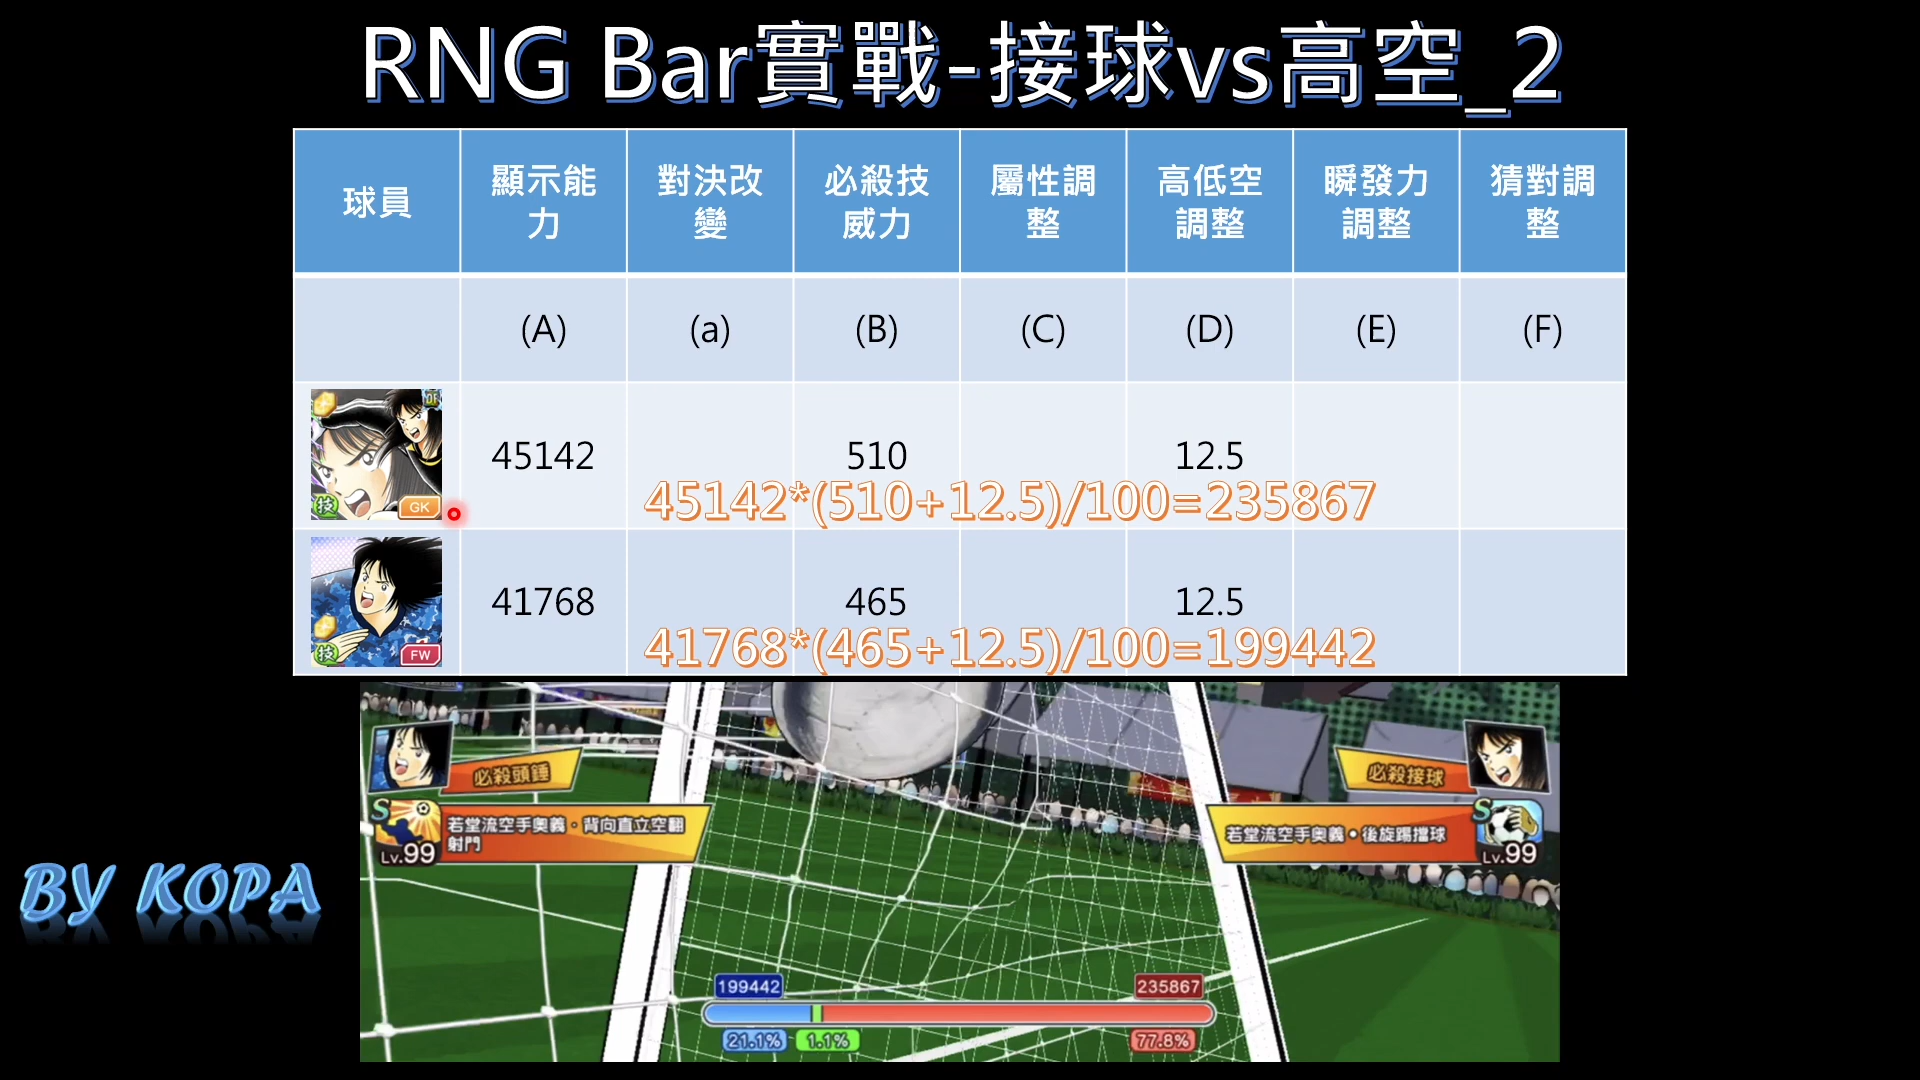 RNG Bar實戰-接球vs高空_2
球員
顯示能
力
對決改
變
必殺技
威力
屬性調
整
高低空
調整
瞬發力
調整
猜對調
整
(A)
(a)
(B)
(C)
(D)
(E)
(F)
DF
技
GK
45142
510
12.5
45142*(510+12.5)/100=235867
技
FW
41768
465
12.5
41768*(465+12.5)/100=199442
必殺頭錘
S
Lv.99
若堂流空手奧義・背向直立空翻
射門
必殺接球
若堂流空手奧義・後旋踢擋球
S
Lv.99
BY KOPA
199442
235867
21.1%
1.1%
77.8%